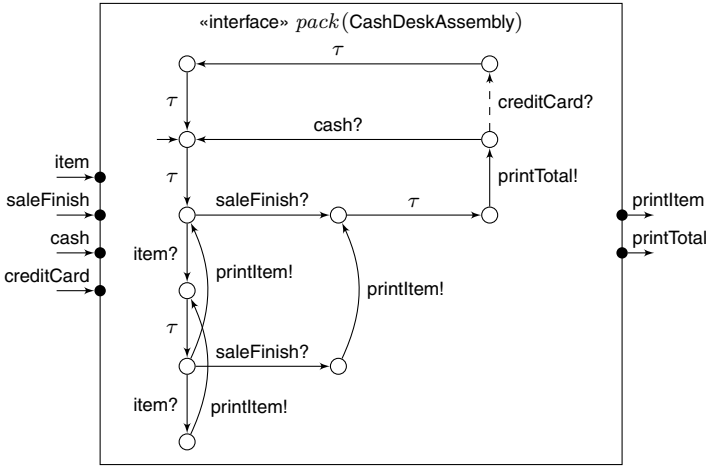 «interface» pack(CashDeskAssembly)
τ
τ
creditCard?
cash?
item
τ
printTotal!
saleFinish
saleFinish?
τ
printItem
cash
item?
printItem!
printTotal
creditCard
printItem!
τ
saleFinish?
item?
printItem!